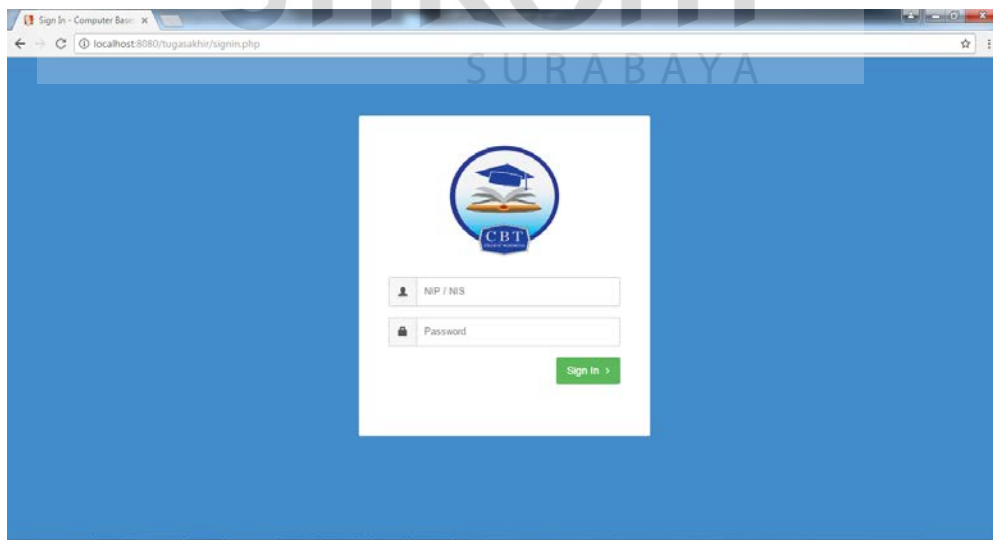 Sign In - Computer Base
localhost:8080/tugasakhir/signin.php
SURABAYA
CBT
NIP / NIS
Password
Sign In